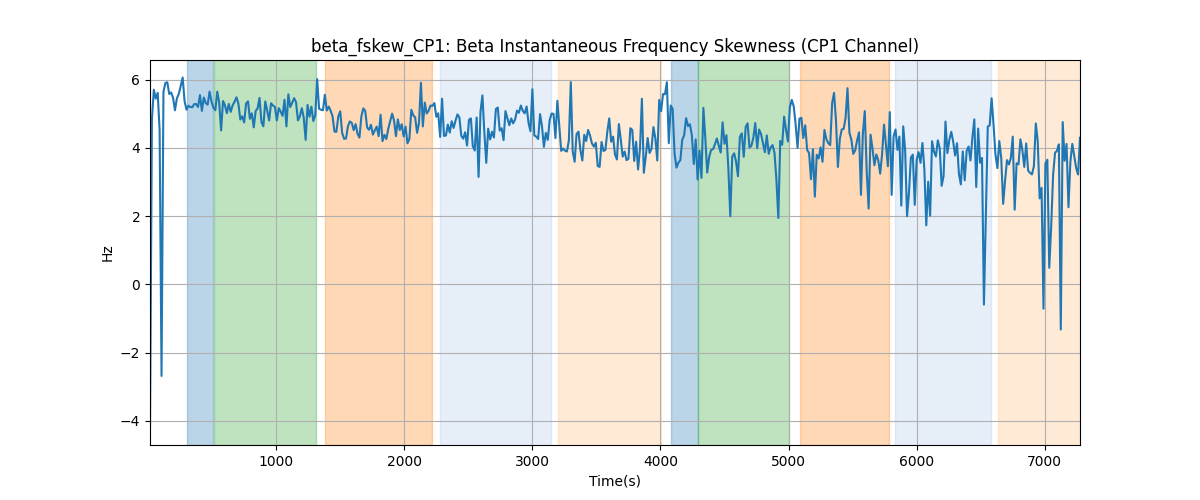 beta_fskew_CP1: Beta Instantaneous Frequency Skewness (CP1 Channel)
6
4
2
0
−2
−4
Hz
1000 2000 3000 4000 5000 6000 7000
Time(s)